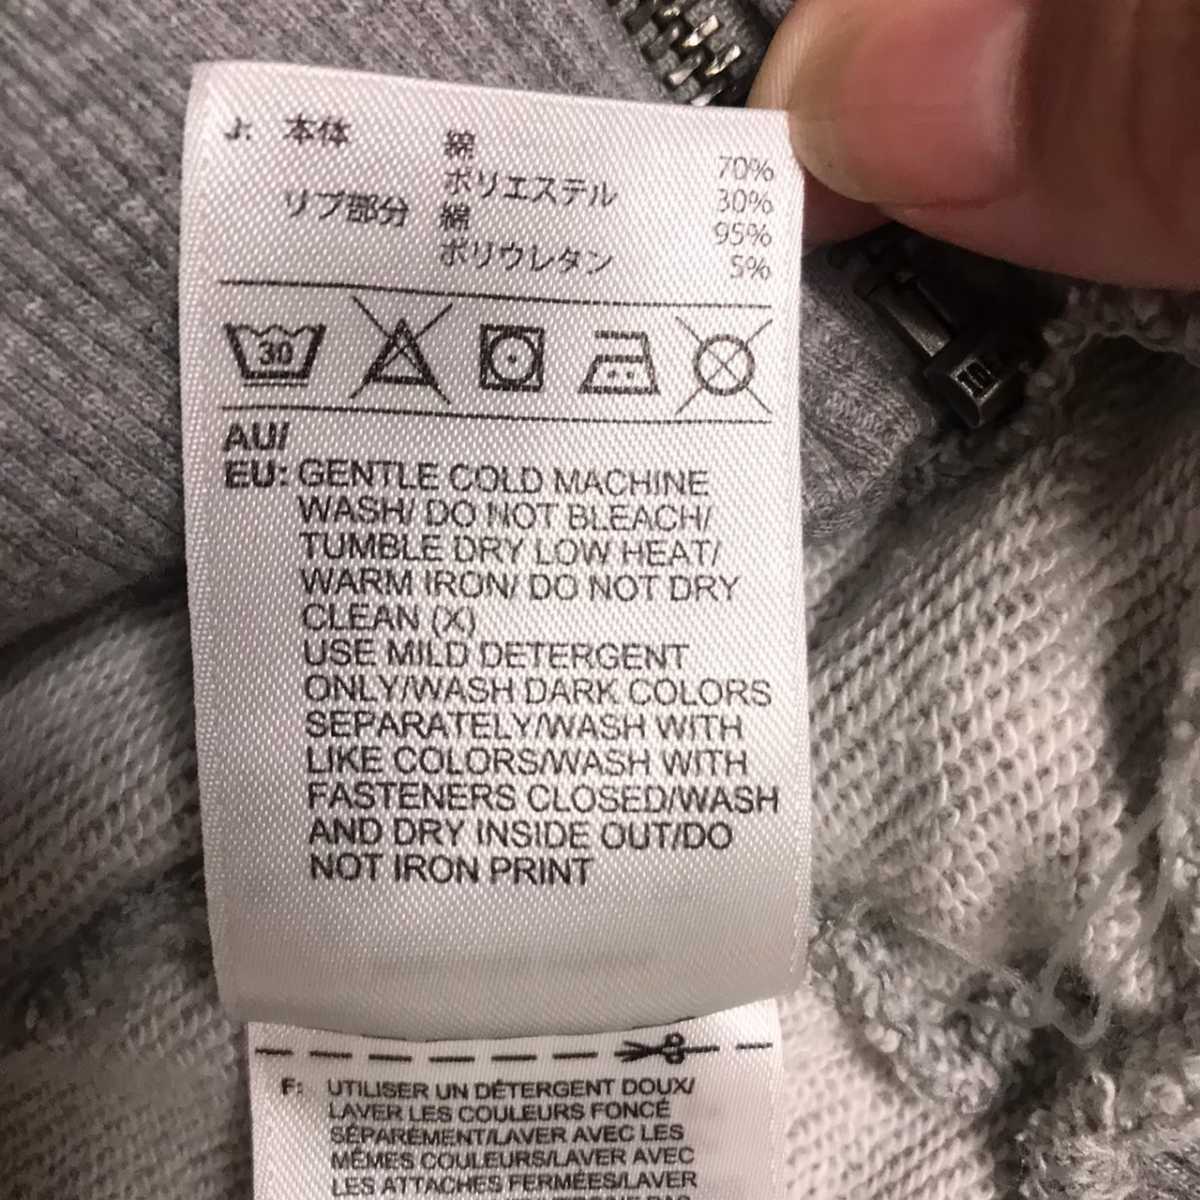 J: 本体 綿 70%
ポリエステル 30%
リブ部分 綿 95%
ポリウレタン 5%
30
AU/
EU: GENTLE COLD MACHINE
WASH/ DO NOT BLEACH/
TUMBLE DRY LOW HEAT/
WARM IRON/ DO NOT DRY
CLEAN (X)
USE MILD DETERGENT
ONLY/WASH DARK COLORS
SEPARATELY/WASH WITH
LIKE COLORS/WASH WITH
FASTENERS CLOSED/WASH
AND DRY INSIDE OUT/DO
NOT IRON PRINT
F: UTILISER UN DÉTERGENT DOUX/
LAVER LES COULEURS FONCÉ
SÉPARÉMENT/LAVER AVEC LES
MÊMES COULEURS/LAVER AVEC
LES ATTACHES FERMÉES/LAVER